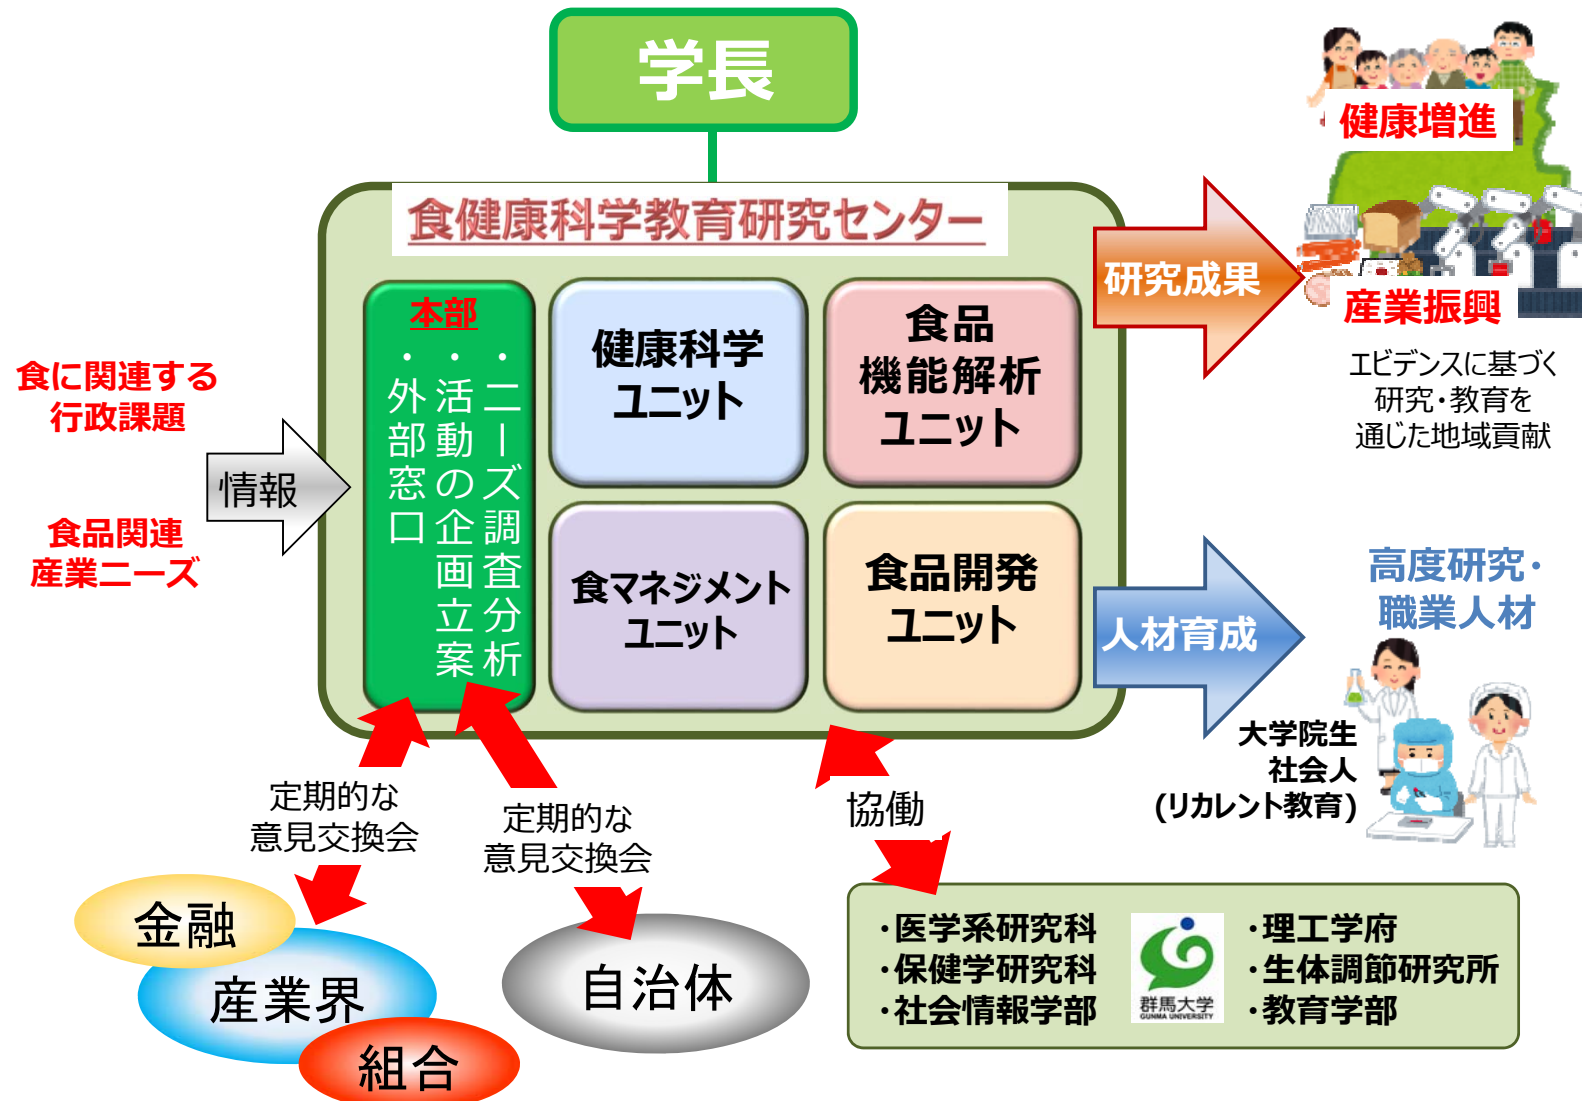 学長
食健康科学教育研究センター
本部
・ニーズ調査分析
・活動の企画立案
・外部窓口
健康科学
ユニット
食品
機能解析
ユニット
食マネジメント
ユニット
食品開発
ユニット
食に関連する
行政課題
食品関連
産業ニーズ
情報
研究成果
健康増進
産業振興
エビデンスに基づく
研究・教育を
通じた地域貢献
人材育成
高度研究・
職業人材
大学院生
社会人
(リカレント教育)
定期的な
意見交換会
定期的な
意見交換会
協働
金融
産業界
組合
自治体
・医学系研究科
・保健学研究科
・社会情報学部
群馬大学
GUNMA UNIVERSITY
・理工学府
・生体調節研究所
・教育学部